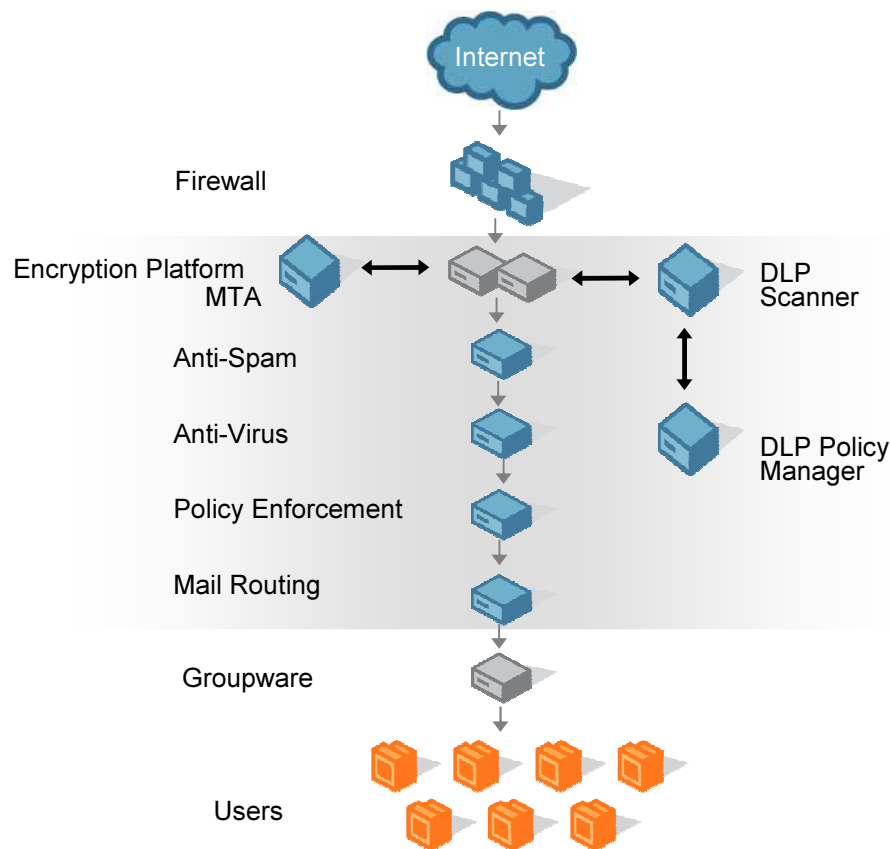 Internet
Firewall
Encryption Platform
MTA
DLP
Scanner
Anti-Spam
Anti-Virus
DLP Policy
Manager
Policy Enforcement
Mail Routing
Groupware
Users